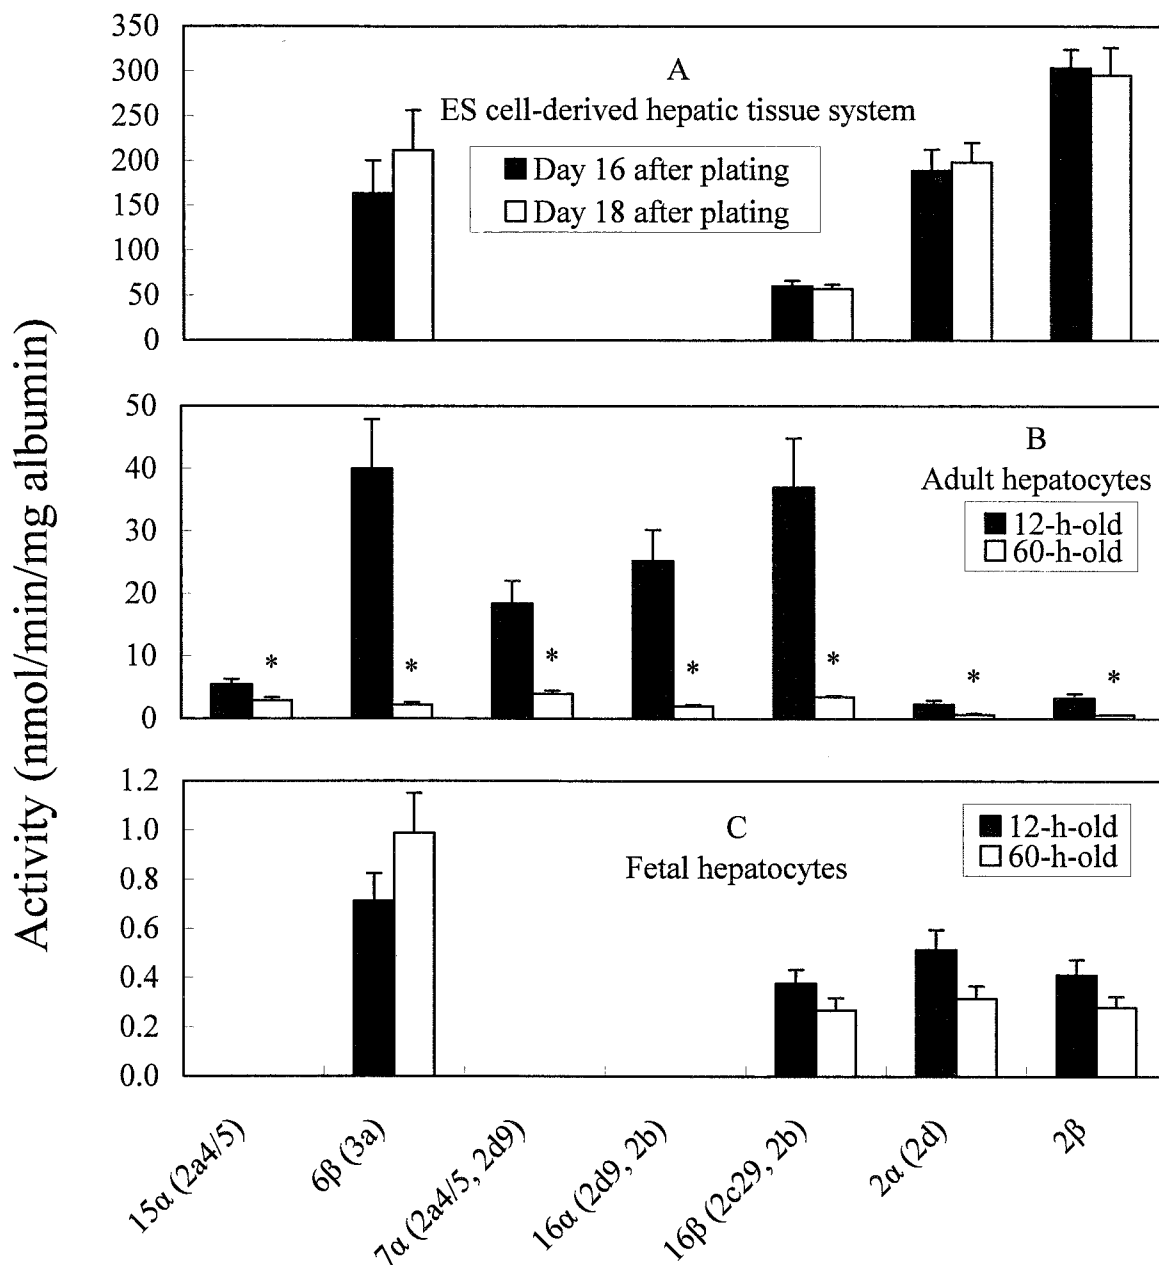 Activity (nmol/min/mg albumin)
350
300
250
200
150
100
50
0
A
ES cell-derived hepatic tissue system
Day 16 after plating
Day 18 after plating
50
40
30
20
10
0
B
Adult hepatocytes
12-h-old
60-h-old
* * * * * * *
1.2
1.0
0.8
0.6
0.4
0.2
0.0
C
Fetal hepatocytes
12-h-old
60-h-old
15α (2a4/5)
6β (3a)
7α (2a4/5, 2d9)
16α (2d9, 2b)
16β (2c29, 2b)
2α (2d)
2β